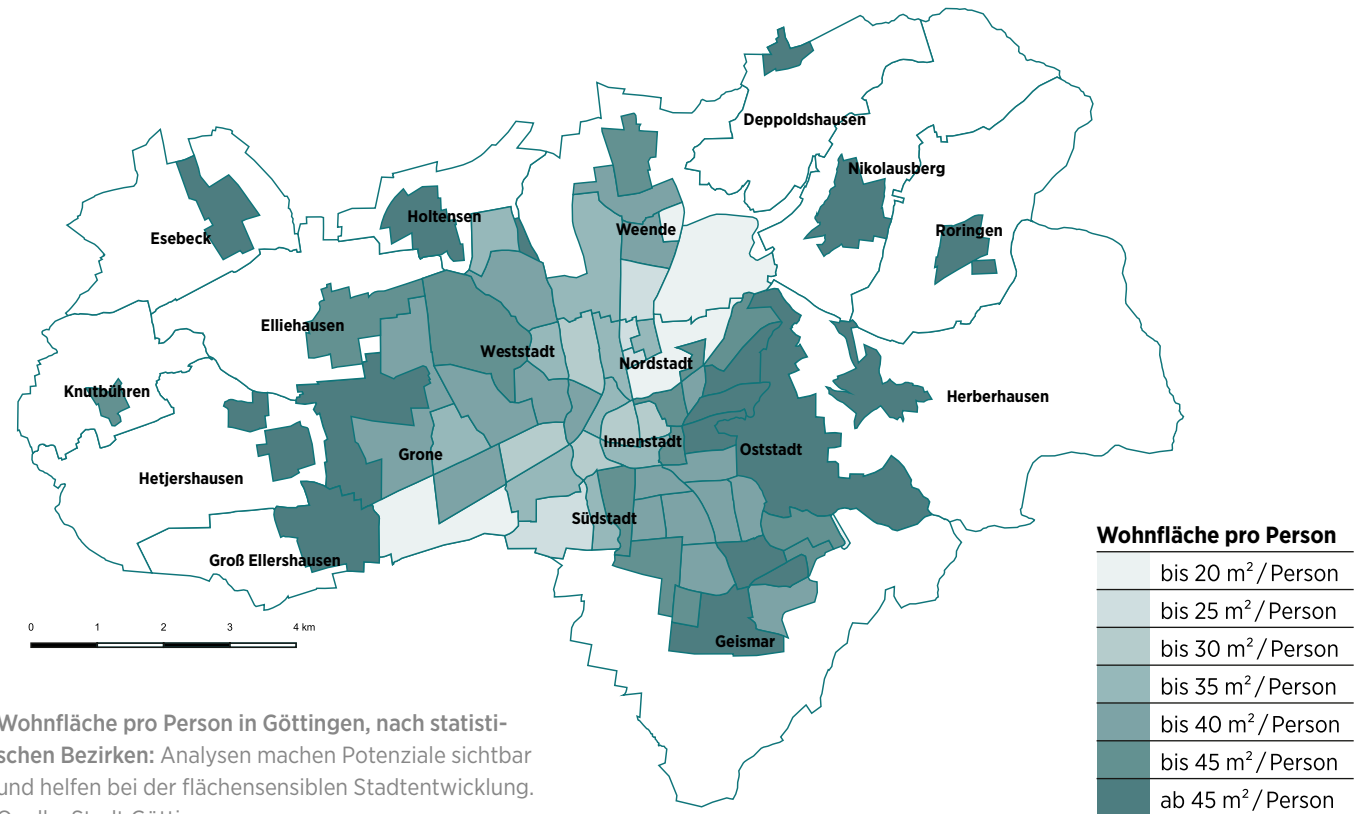 Deppoldshausen
Nikolausberg
Holtensen
Weende
Roringen
Esebeck
Elliehausen
Weststadt
Nordstadt
Knutbühren
Herberhausen
Innenstadt
Oststadt
Grone
Hetjershausen
Südstadt
Groß Ellershausen
Geismar
0 1 2 3 4 km
Wohnfläche pro Person
bis 20 m²/Person
bis 25 m²/Person
bis 30 m²/Person
bis 35 m²/Person
bis 40 m²/Person
bis 45 m²/Person
ab 45 m²/Person
Wohnfläche pro Person in Göttingen, nach statisti-
schen Bezirken: Analysen machen Potenziale sichtbar
und helfen bei der flächensensiblen Stadtentwicklung.